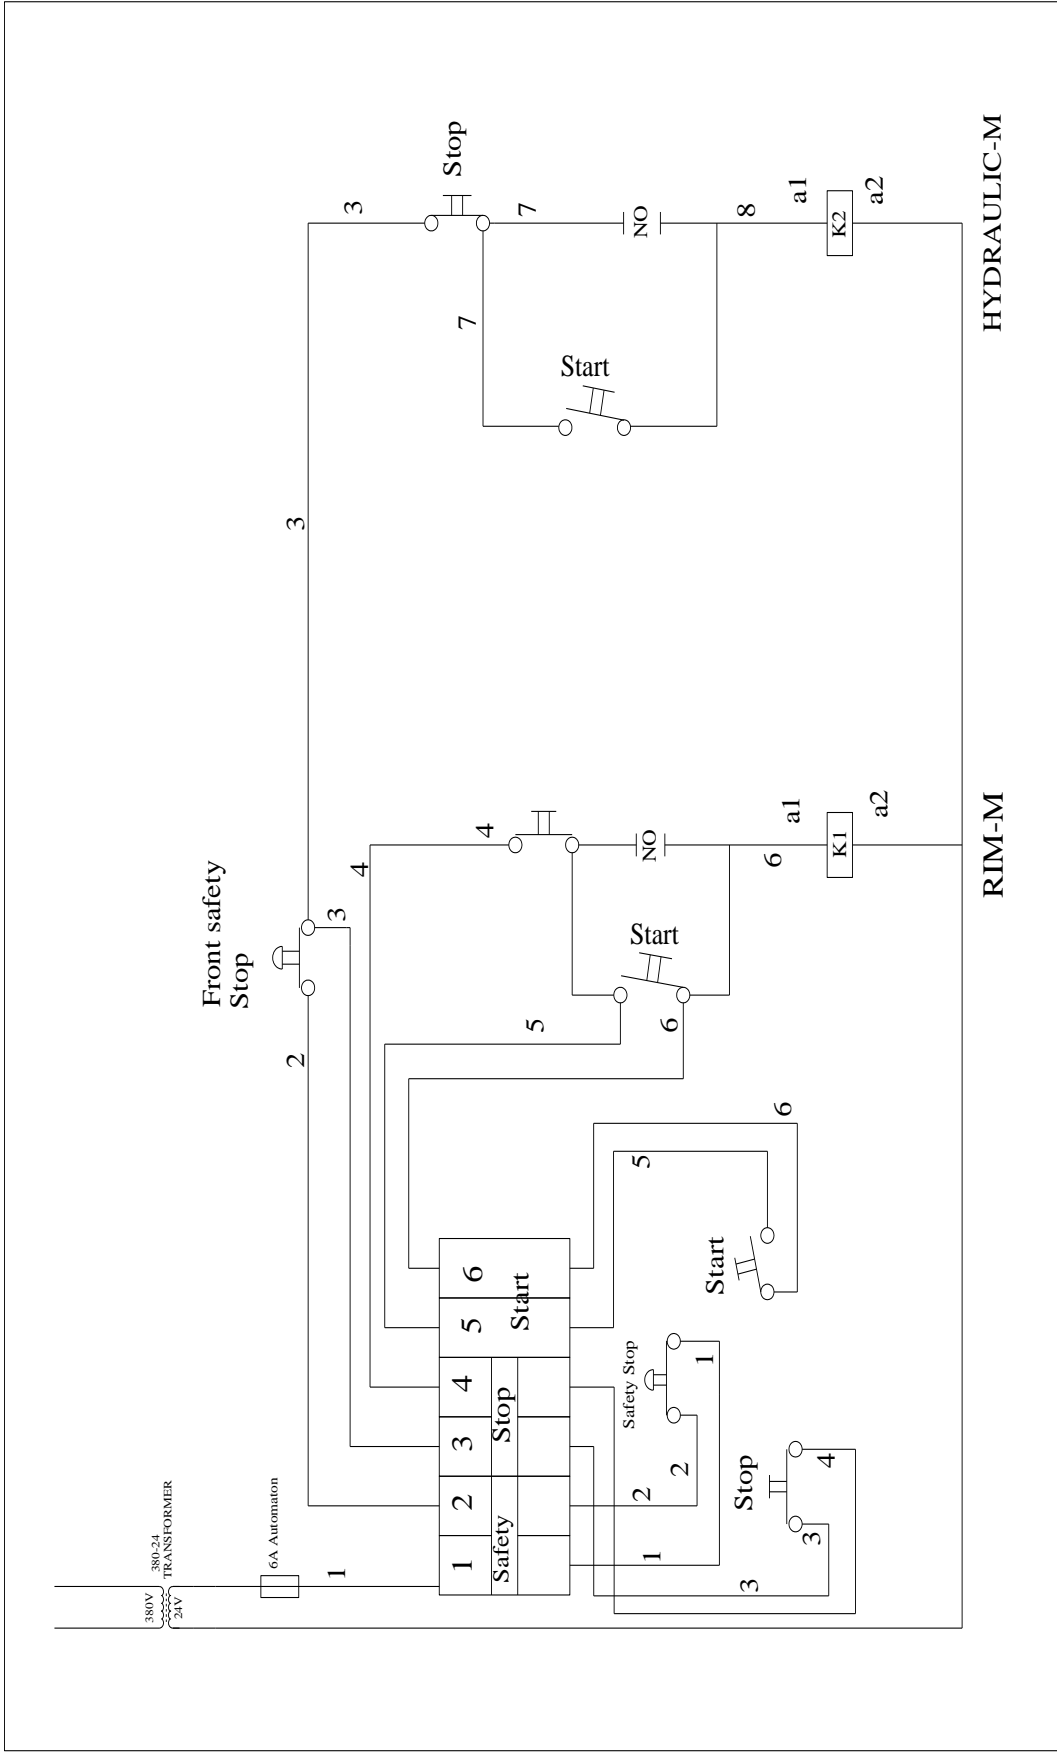 380V
24V
380-24
TRANSFORMER
6A Automaton
1
Front safety
Stop
2
3
3
3
4
4
Stop
7
7
NO
8
Start
a1
K2
a2
HYDRAULIC-M
NO
Start
5
6
6
a1
K1
a2
RIM-M
1
2
3
4
5
6
Safety
Stop
Start
1
2
Safety Stop
2
1
3
Stop
3
4
Start
5
6